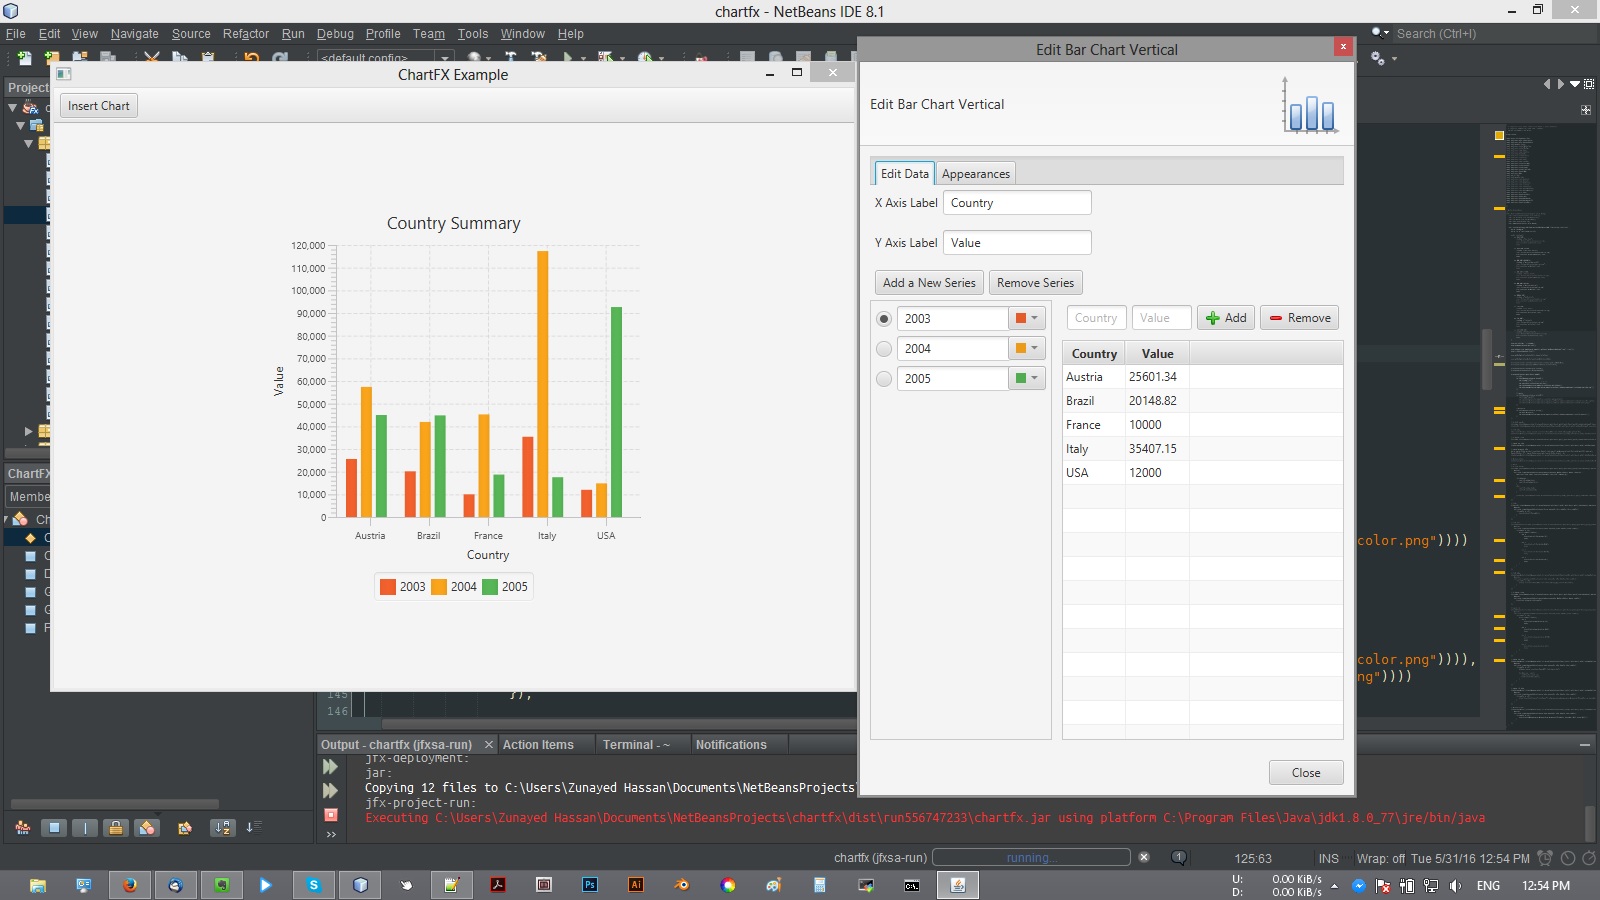 chartfx - NetBeans IDE 8.1
File Edit View Navigate Source Refactor Run Debug Profile Team Tools Window Help
Search (Ctrl+I)
<default config>
Projec
ChartFX Example
Insert Chart
Country Summary
120,000
110,000
100,000
90,000
80,000
70,000
60,000
50,000
40,000
30,000
20,000
10,000
0
Value
Austria Brazil France Italy USA
Country
2003 2004 2005
Edit Bar Chart Vertical
Edit Bar Chart Vertical
Edit Data Appearances
X Axis Label Country
Y Axis Label Value
Add a New Series Remove Series
2003
2004
2005
Country Value Add Remove
Country Value
Austria 25601.34
Brazil 20148.82
France 10000
Italy 35407.15
USA 12000
Close
color.png"))))
color.png")))),
ng"))))
ChartFX
Membe
Ch
145 }),
146
Output - chartfx (jfxsa-run) Action Items Terminal - ~ Notifications
jfx-deployment:
jar:
Copying 12 files to C:\Users\Zunayed Hassan\Documents\NetBeansProjects\
jfx-project-run:
Executing C:\Users\Zunayed Hassan\Documents\NetBeansProjects\chartfx\dist\run556747233\chartfx.jar using platform C:\Program Files\Java\jdk1.8.0_77\jre/bin/java
chartfx (jfxsa-run) running... 1 125:63 INS Wrap: off Tue 5/31/16 12:54 PM
U: 0.00 KiB/s
D: 0.00 KiB/s
ENG 12:54 PM